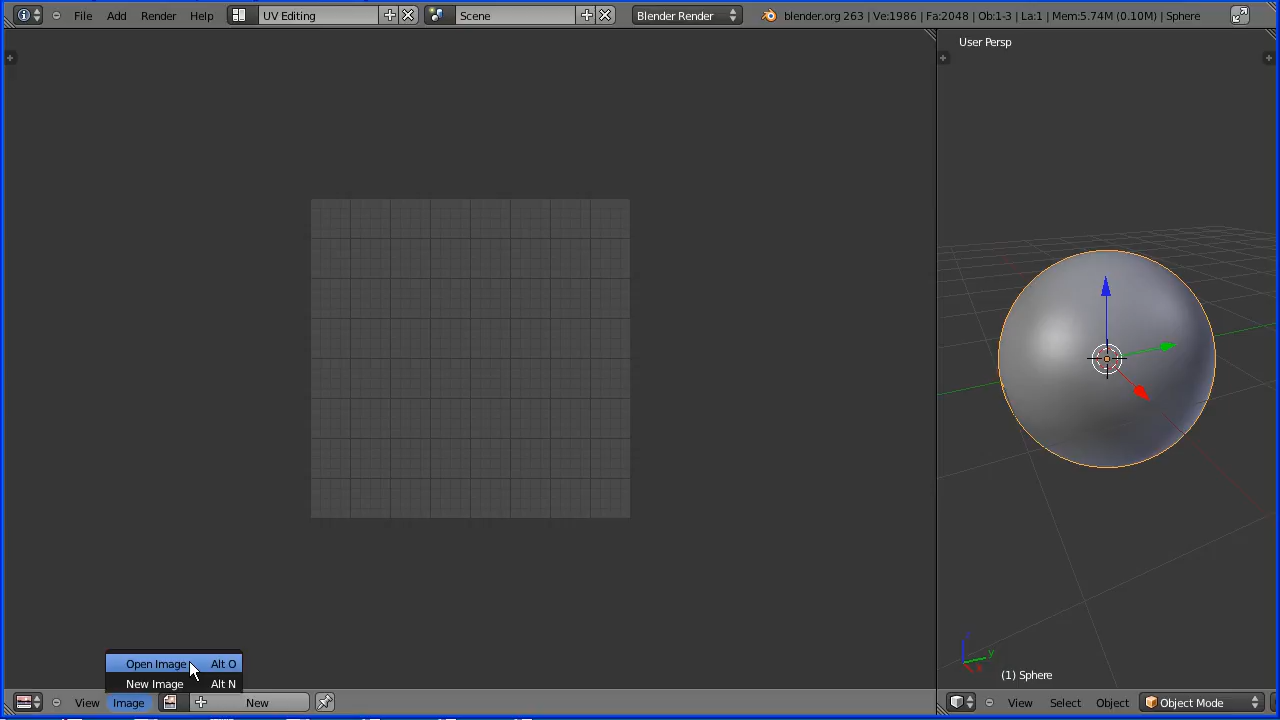 File Add Render Help UV Editing Scene Blender Render blender.org 263 | Ve:1986 | Fa:2048 | Ob:1-3 | La:1 | Mem:5.74M (0.10M) | Sphere
User Persp
z
y
x
(1) Sphere
Open Image Alt O
New Image Alt N
View Image New View Select Object Object Mode